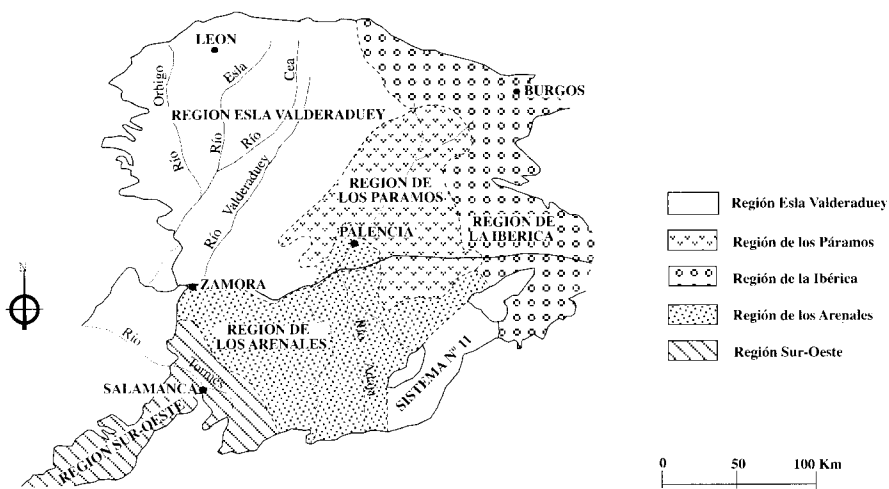 LEON
Orbigo
Esla
Cea
BURGOS
REGION ESLA VALDERADUEY
Río
Río
Río
REGION DE
LOS PARAMOS
Valderaduey
Río
REGION DE
LA IBERICA
PALENCIA
N
ZAMORA
REGION DE
LOS ARENALES
Río
Río
Adaja
Tormes
SALAMANCA
SISTEMA Nº 11
REGION SUR-OESTE
Región Esla Valderaduey
Región de los Páramos
Región de la Ibérica
Región de los Arenales
Región Sur-Oeste
0 50 100 Km